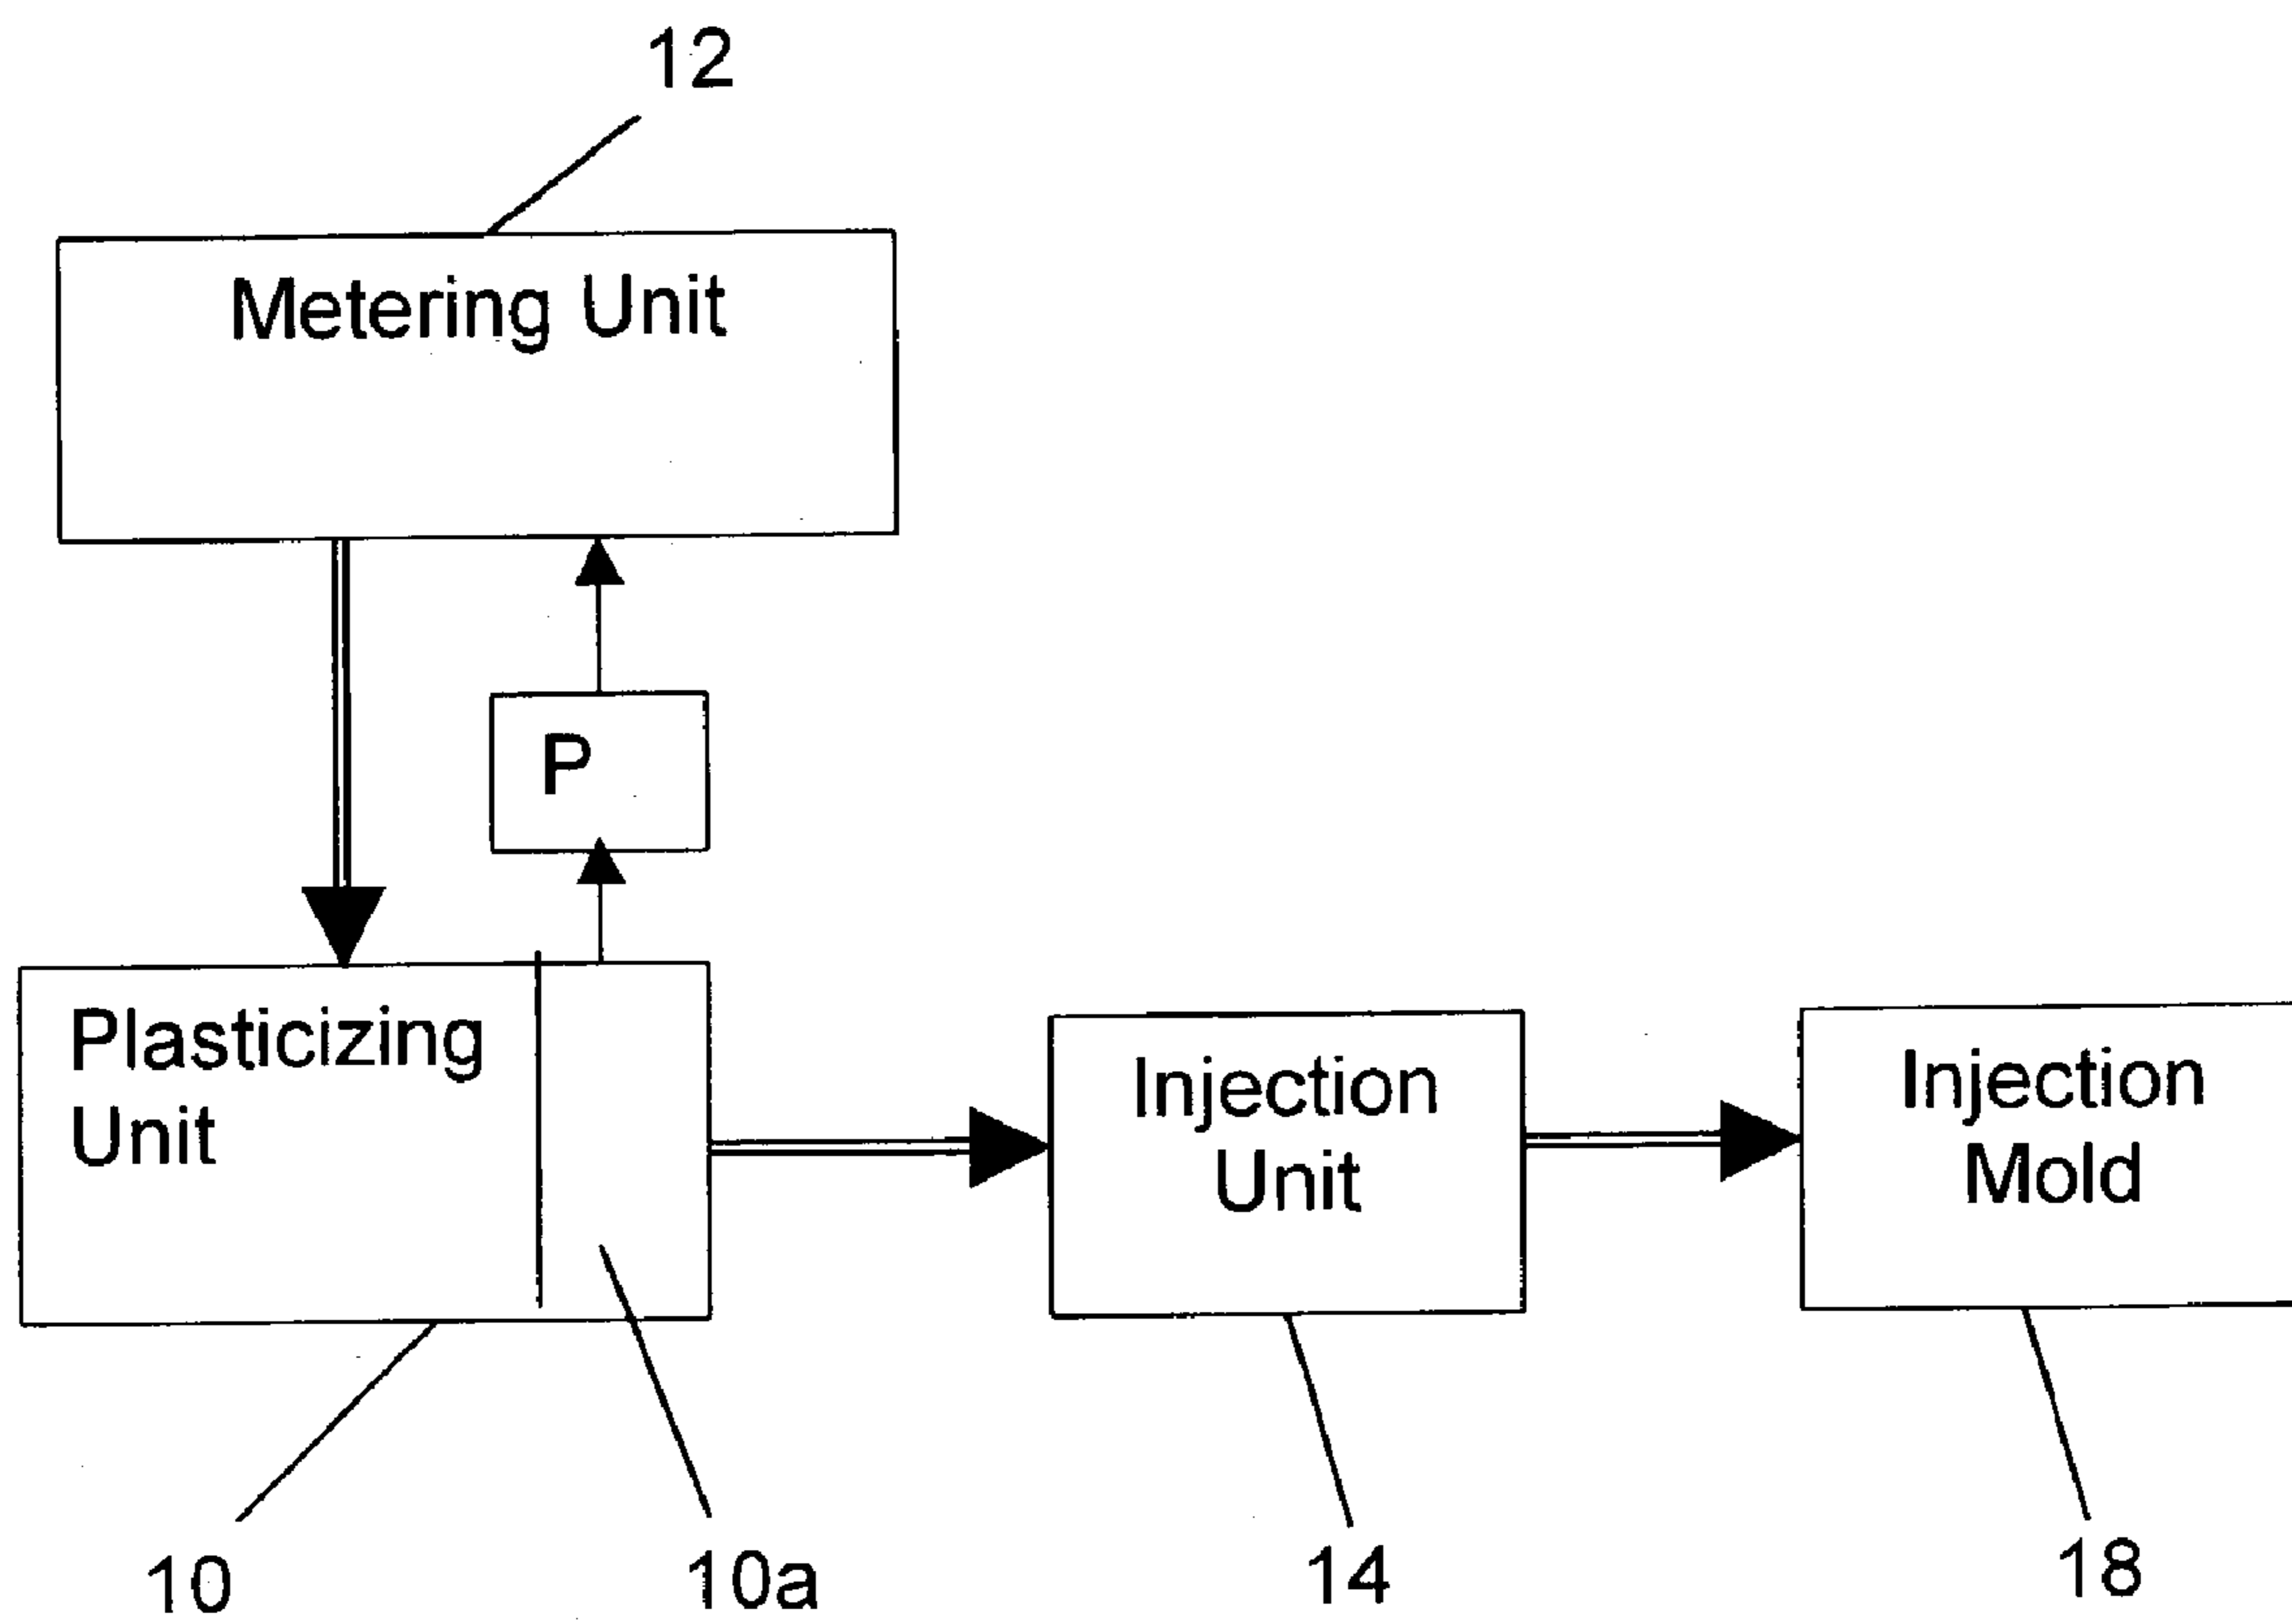 12
Metering Unit
P
Plasticizing
Unit
Injection
Unit
Injection
Mold
10
10a
14
18